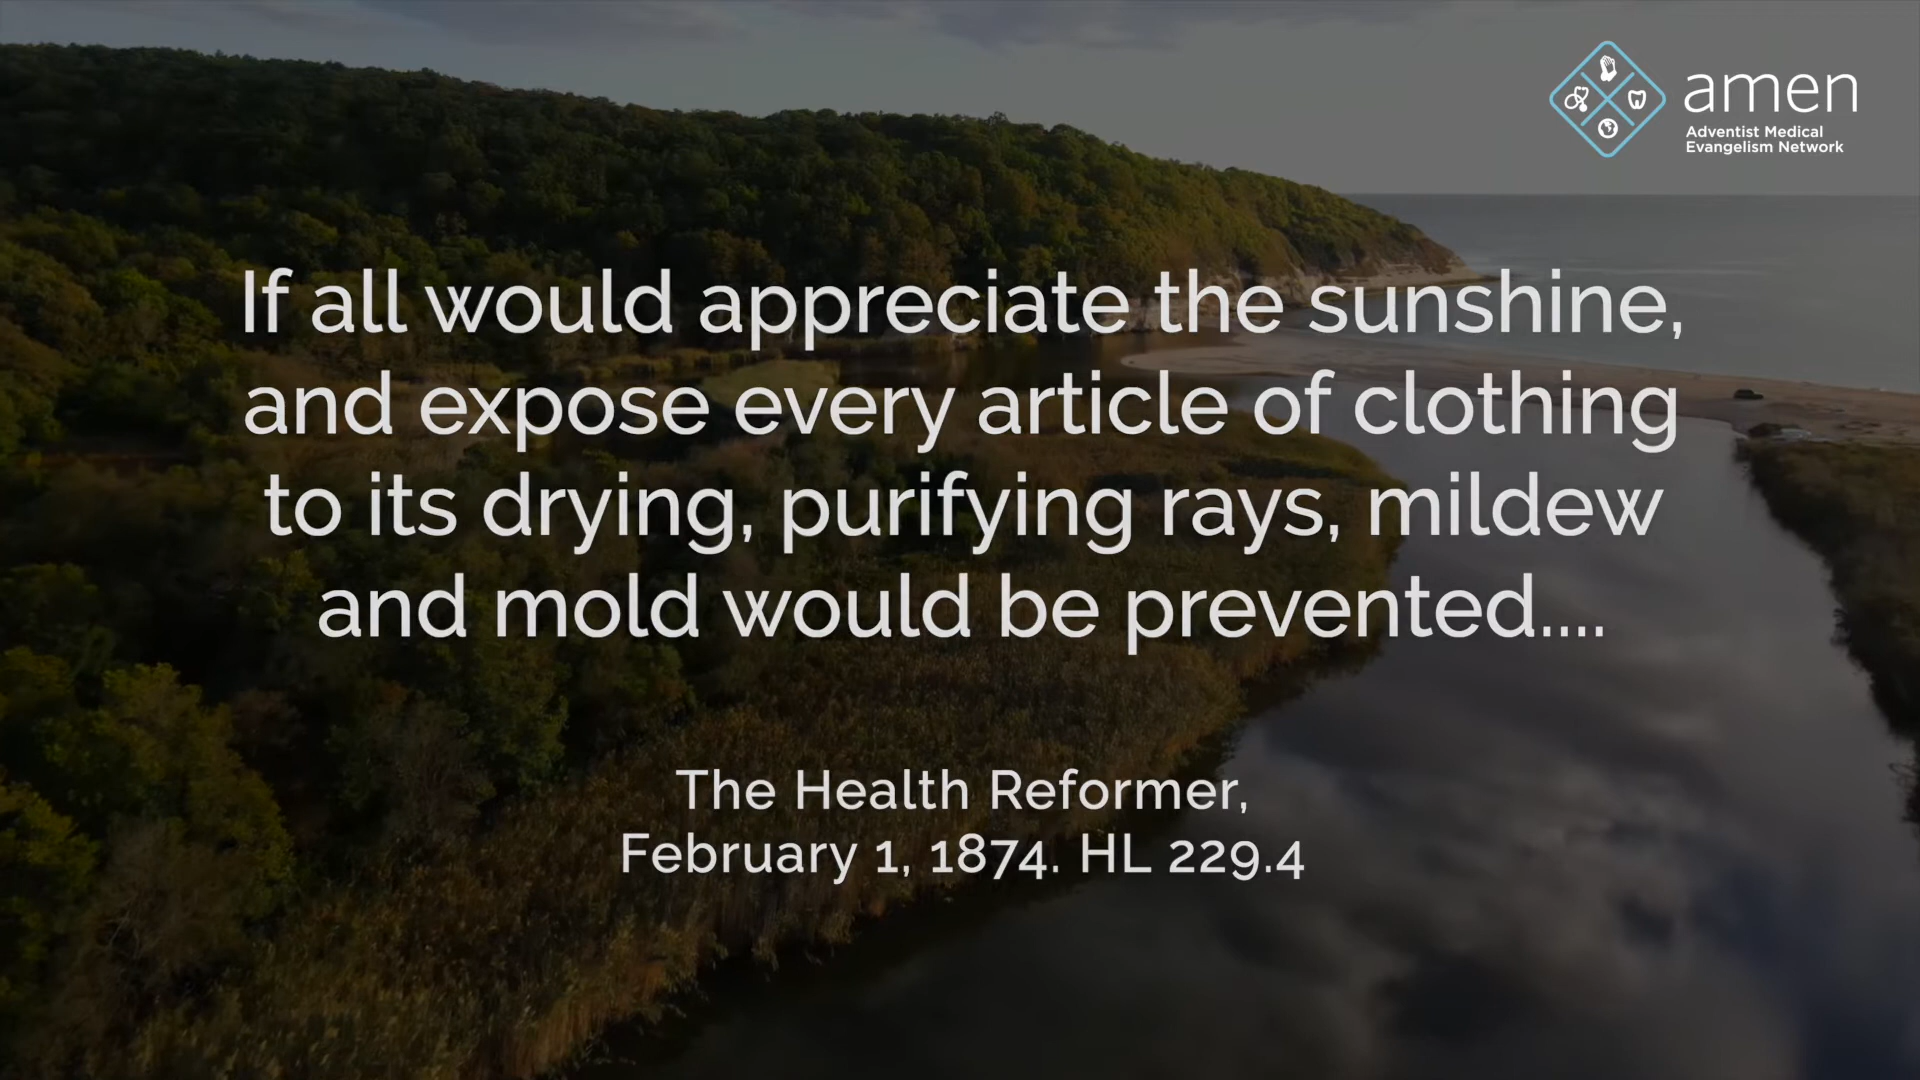 amen
Adventist Medical
Evangelism Network
If all would appreciate the sunshine,
and expose every article of clothing
to its drying, purifying rays, mildew
and mold would be prevented....
The Health Reformer,
February 1, 1874. HL 229.4